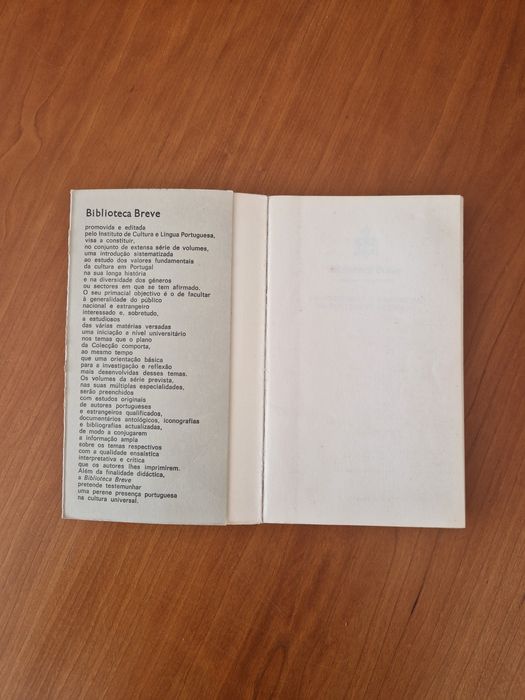 Biblioteca Breve
promovida e editada
pelo Instituto de Cultura e Língua Portuguesa,
visa a constituir,
no conjunto de extensa série de volumes,
uma introdução sistematizada
ao estudo dos valores fundamentais
da cultura em Portugal
na sua longa história
e na diversidade dos géneros
ou sectores em que se tem afirmado.
O seu primacial objectivo é o de facultar
à generalidade do público
nacional e estrangeiro
interessado e, sobretudo,
a estudiosos
das várias matérias versadas
uma iniciação e nível universitário
nos temas que o plano
da Colecção comporta,
ao mesmo tempo
que uma orientação básica
para a investigação e reflexão
mais desenvolvidas desses temas.
Os volumes da série prevista,
nas suas múltiplas especialidades,
serão preenchidos
com estudos originais
de autores portugueses
e estrangeiros qualificados,
documentários antológicos, iconografias
e bibliografias actualizadas,
de modo a conjugarem
a informação ampla
sobre os temas respectivos
com a qualidade ensaística
interpretativa e crítica
que os autores lhes imprimirem.
Além da finalidade didáctica,
a Biblioteca Breve
pretende testemunhar
uma perene presença portuguesa
na cultura universal.